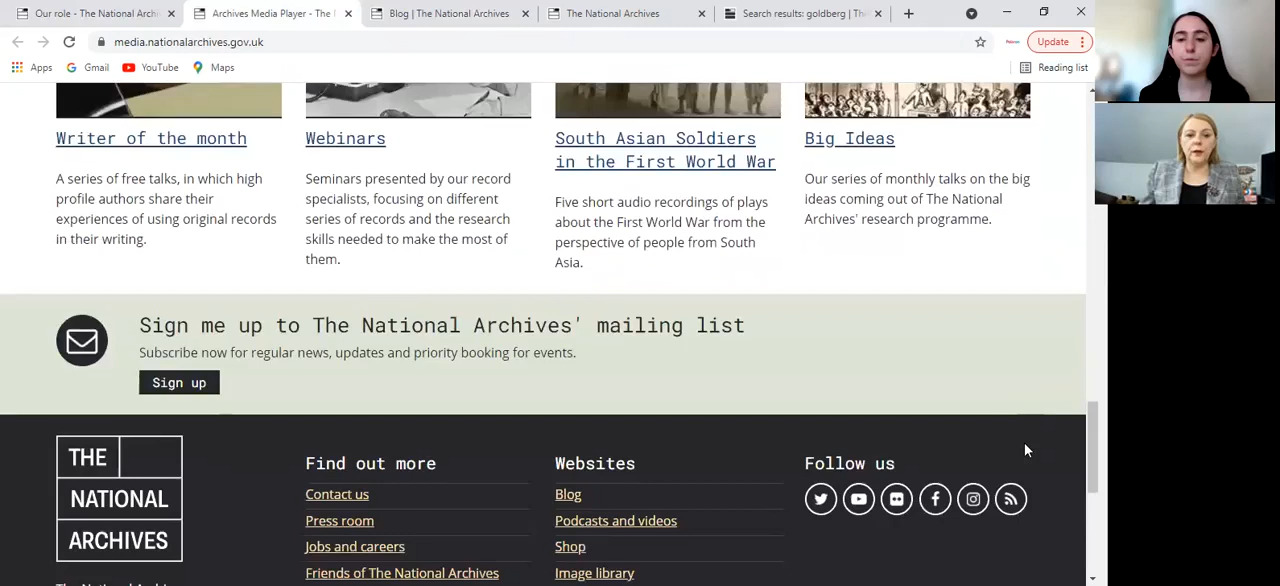 Our role - The National Archi
Archives Media Player - The
Blog | The National Archives
The National Archives
Search results: goldberg | Th
media.nationalarchives.gov.uk
Update
Apps
Gmail
YouTube
Maps
Reading list
Writer of the month
A series of free talks, in which high
profile authors share their
experiences of using original records
in their writing.
Webinars
Seminars presented by our record
specialists, focusing on different
series of records and the research
skills needed to make the most of
them.
South Asian Soldiers
in the First World War
Five short audio recordings of plays
about the First World War from the
perspective of people from South
Asia.
Big Ideas
Our series of monthly talks on the big
ideas coming out of The National
Archives' research programme.
Sign me up to The National Archives' mailing list
Subscribe now for regular news, updates and priority booking for events.
Sign up
THE
NATIONAL
ARCHIVES
Find out more
Contact us
Press room
Jobs and careers
Friends of The National Archives
Websites
Blog
Podcasts and videos
Shop
Image library
Follow us